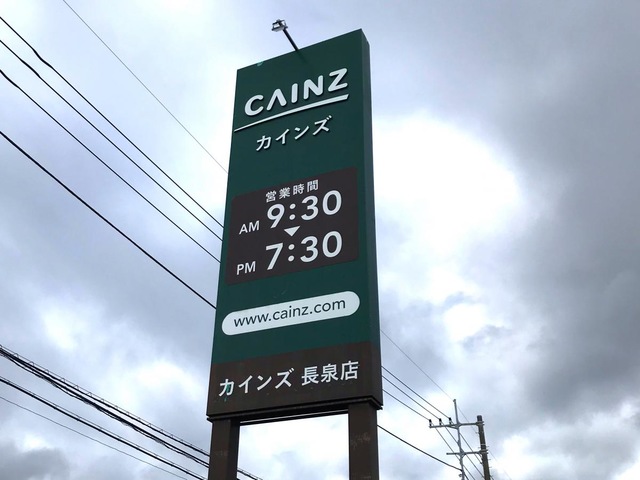 CAINZ
カインズ
営業時間
AM 9:30
▼
PM 7:30
www.cainz.com
カインズ 長泉店